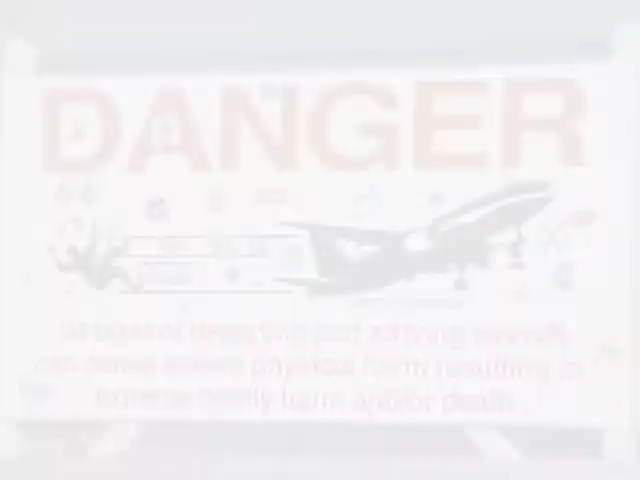 DANGER
Jet blast of departing and arriving aircraft
can cause severe physical harm resulting in
extreme bodily harm and/or death